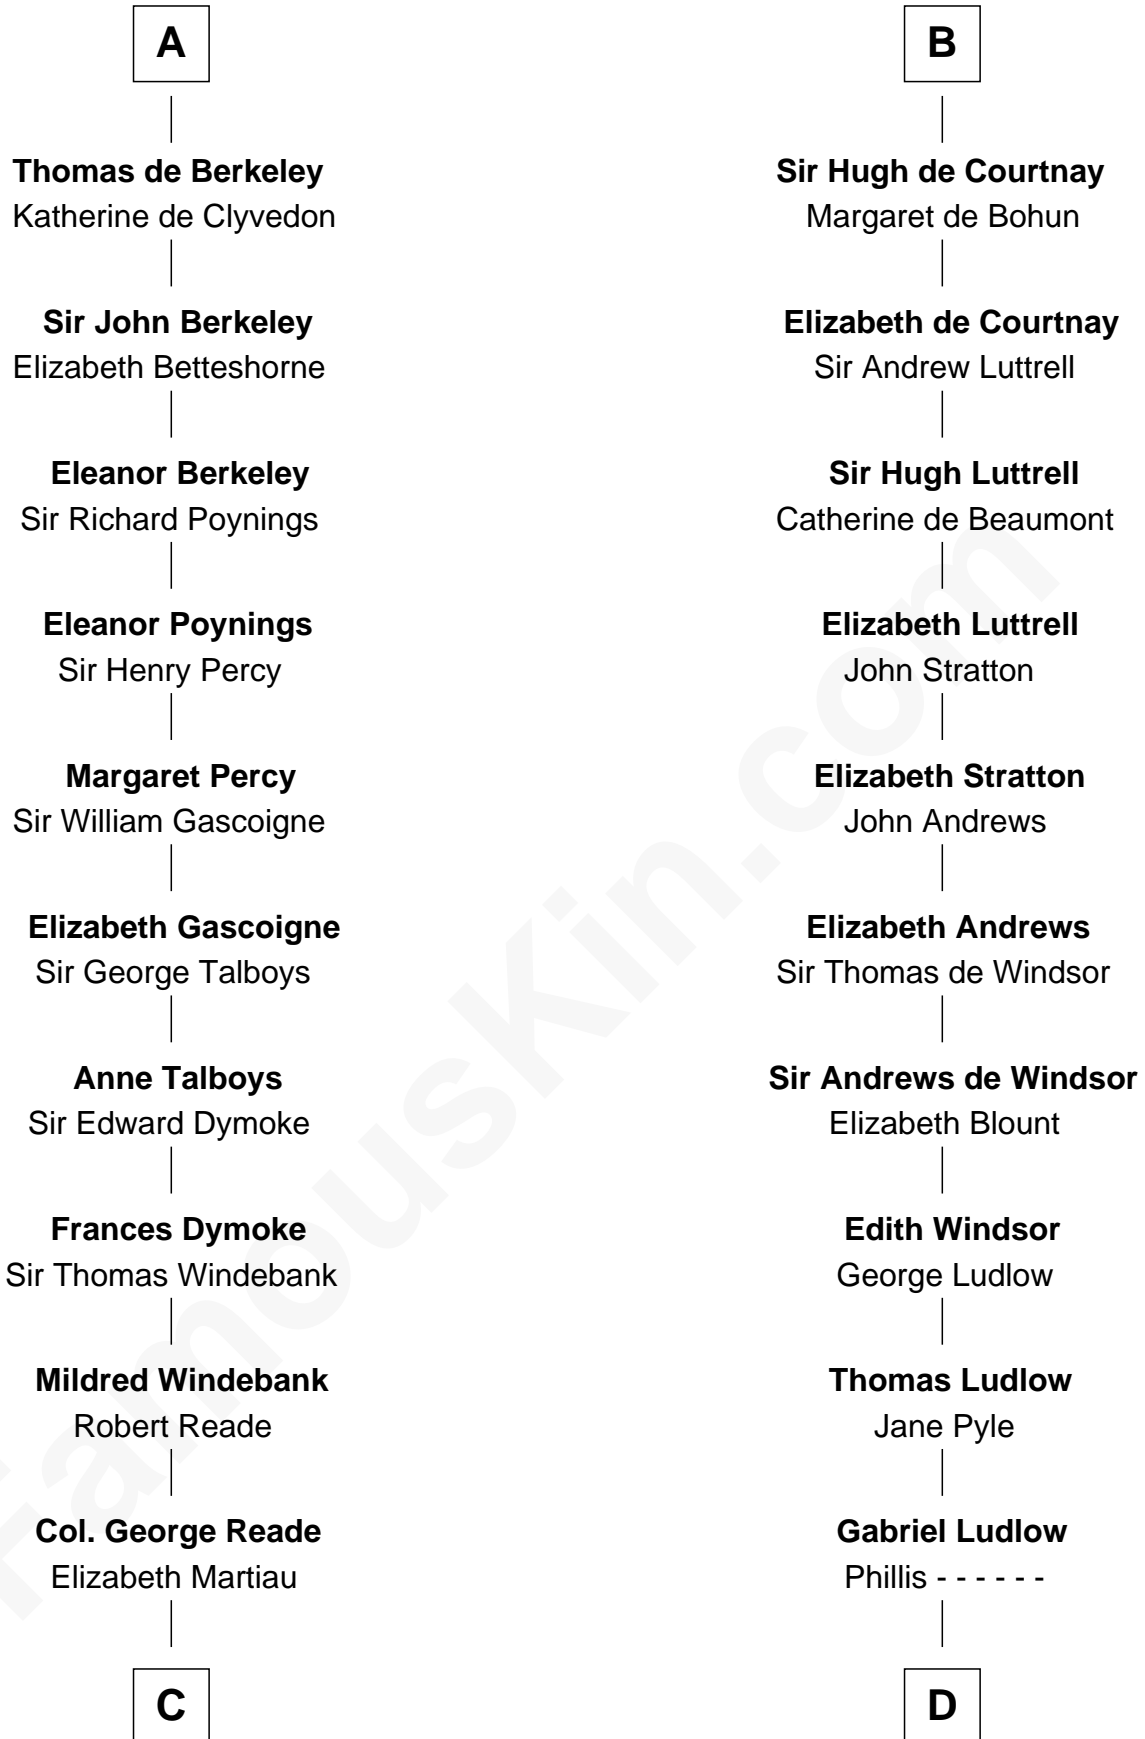 A
Thomas de Berkeley
Katherine de Clyvedon
Sir John Berkeley
Elizabeth Betteshorne
Eleanor Berkeley
Sir Richard Poynings
Eleanor Poynings
Sir Henry Percy
Margaret Percy
Sir William Gascoigne
Elizabeth Gascoigne
Sir George Talboys
Anne Talboys
Sir Edward Dymoke
Frances Dymoke
Sir Thomas Windebank
Mildred Windebank
Robert Reade
Col. George Reade
Elizabeth Martiau
C
B
Sir Hugh de Courtnay
Margaret de Bohun
Elizabeth de Courtnay
Sir Andrew Luttrell
Sir Hugh Luttrell
Catherine de Beaumont
Elizabeth Luttrell
John Stratton
Elizabeth Stratton
John Andrews
Elizabeth Andrews
Sir Thomas de Windsor
Sir Andrews de Windsor
Elizabeth Blount
Edith Windsor
George Ludlow
Thomas Ludlow
Jane Pyle
Gabriel Ludlow
Phillis - - - - - -
D
FamousKin.com